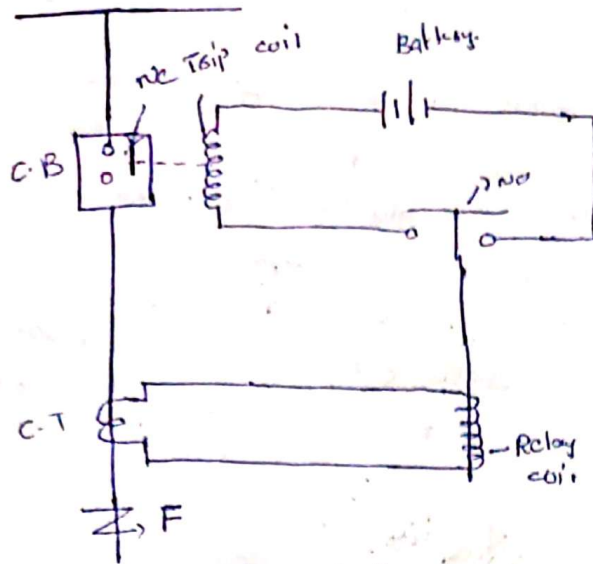 NC Trip coil
Battery.
C.B
NO
C.T
Relay
coil.
F